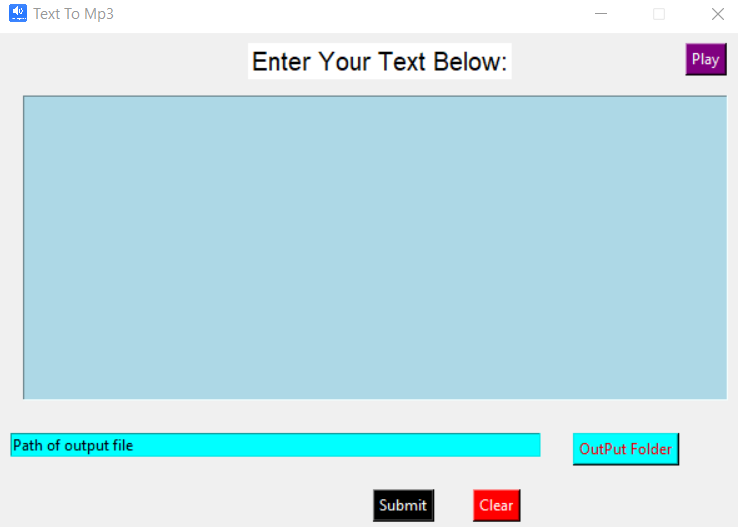 Text To Mp3
Enter Your Text Below:
Play
Path of output file
OutPut Folder
Submit
Clear